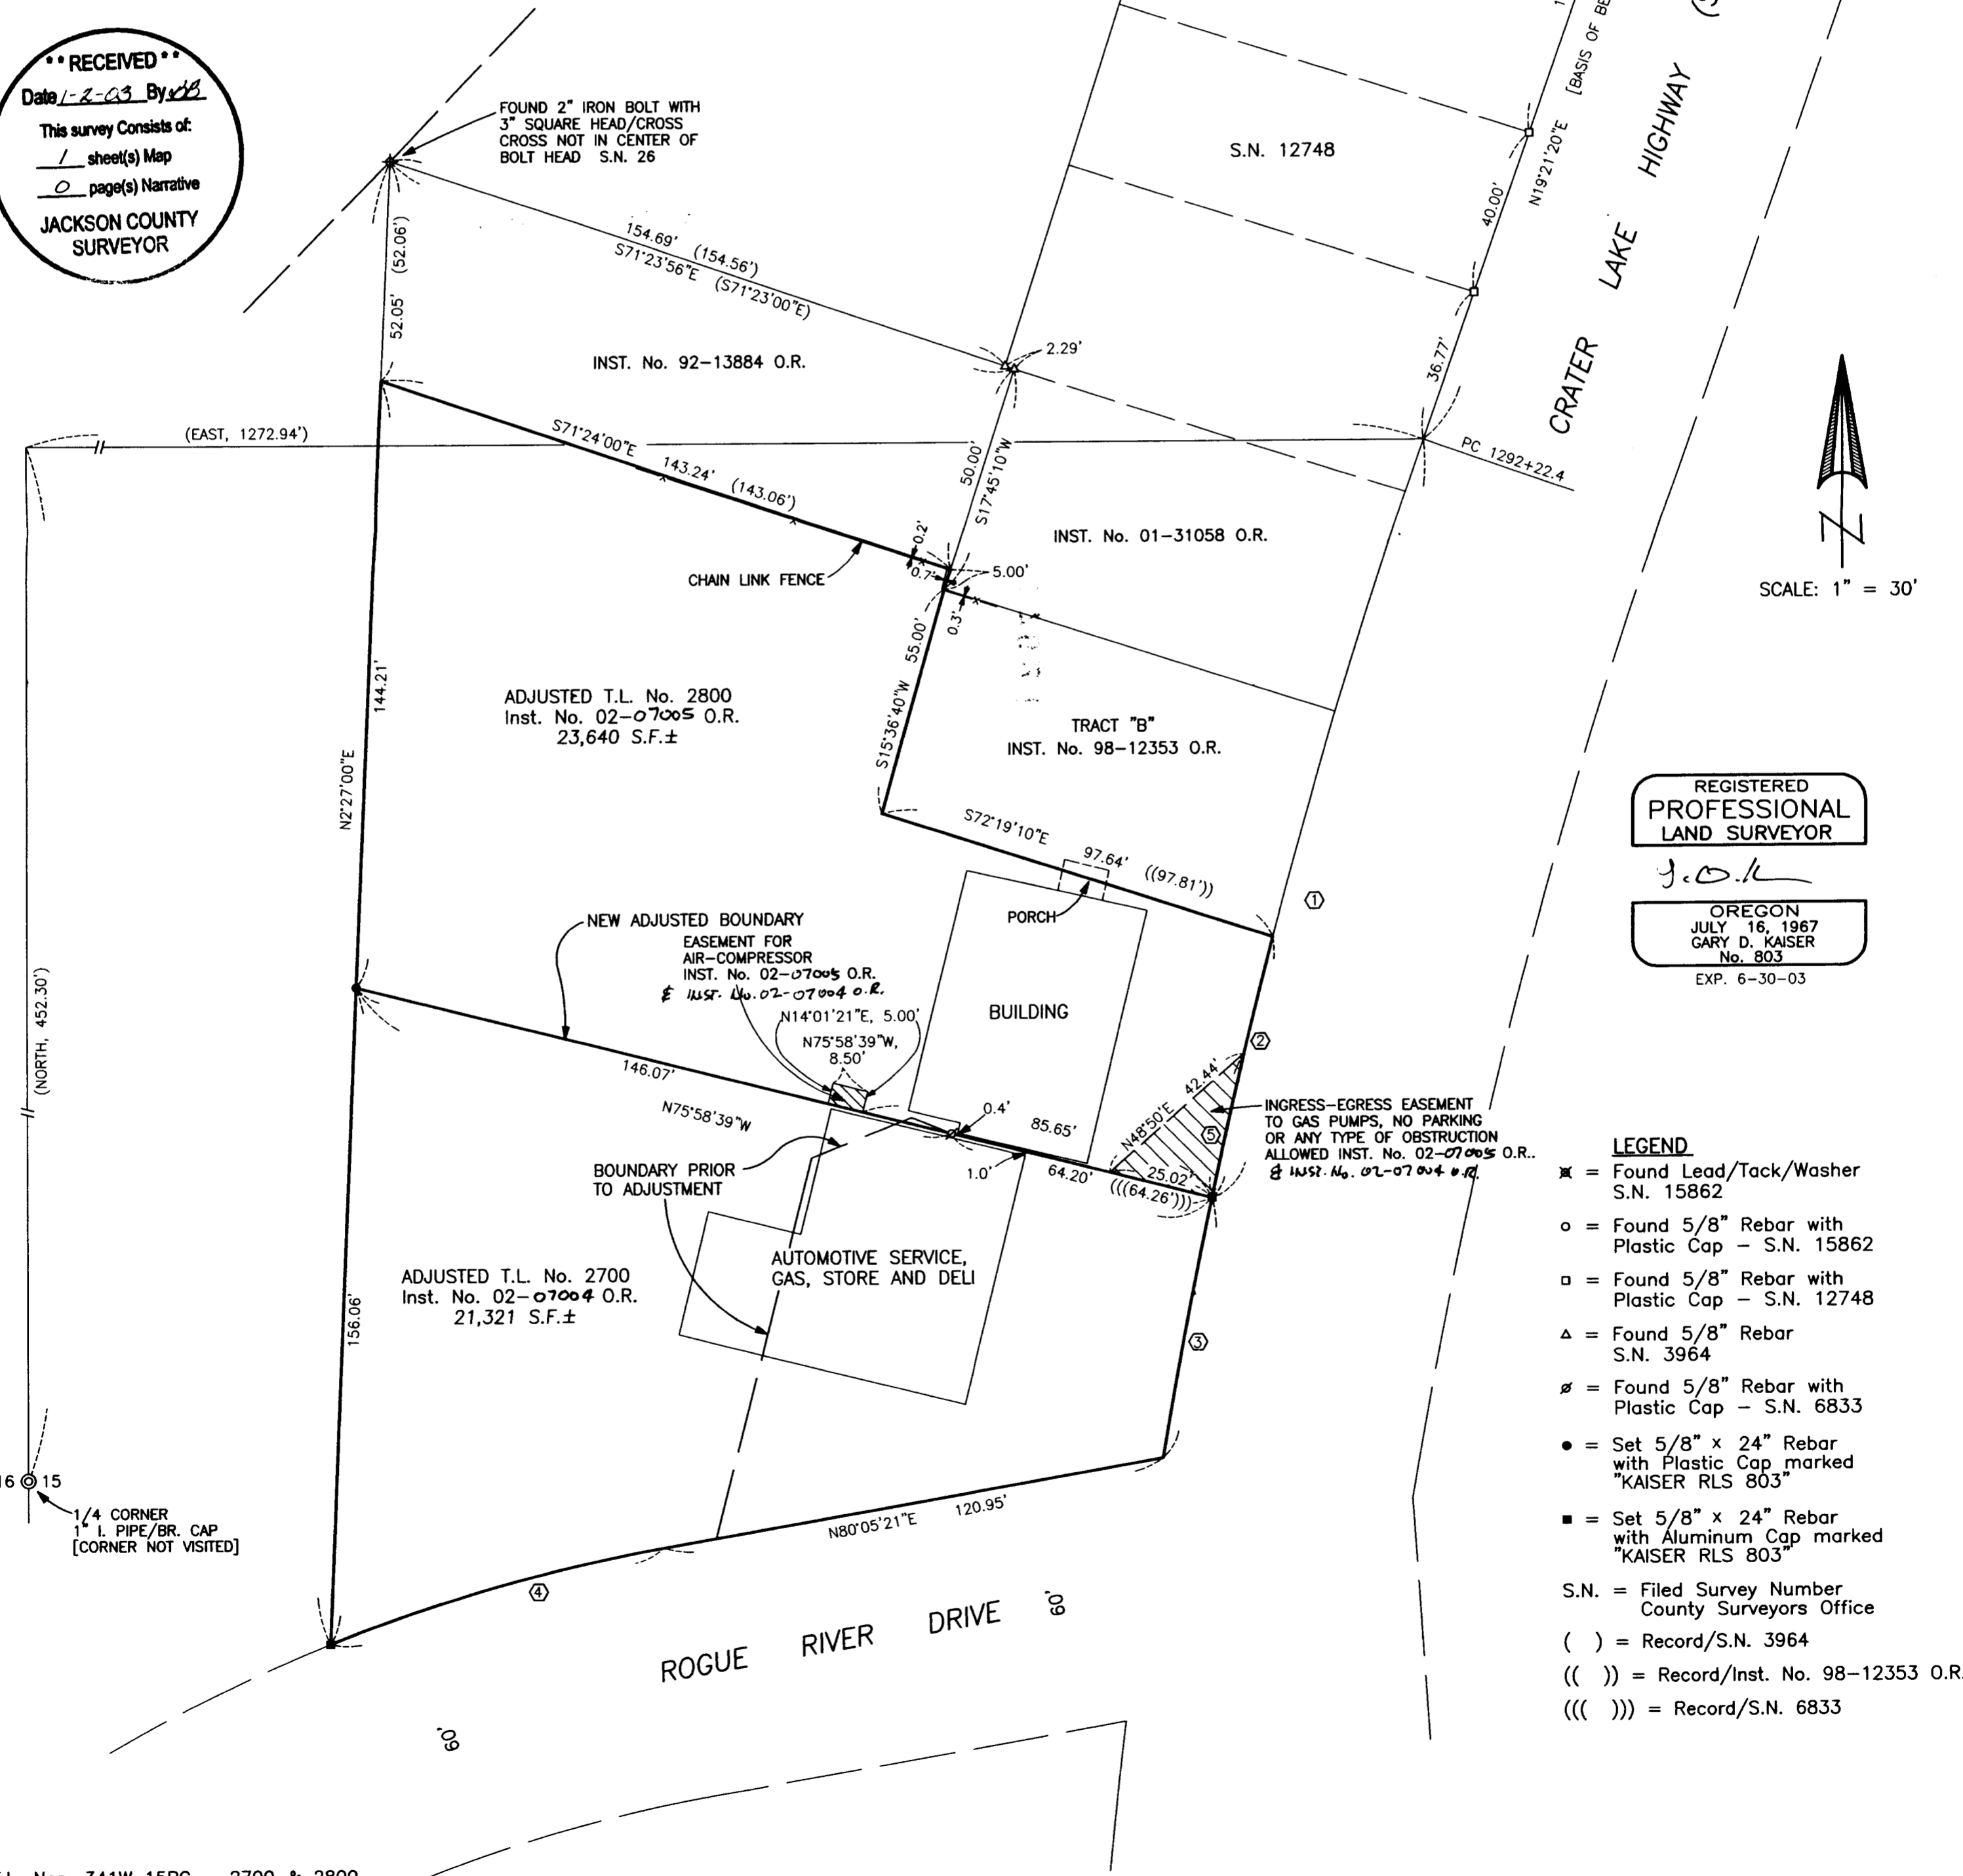 ** RECEIVED **
Date 1-2-03 By
This survey Consists of:
1 sheet(s) Map
0 page(s) Narrative
JACKSON COUNTY
SURVEYOR
FOUND 2" IRON BOLT WITH
3" SQUARE HEAD/CROSS
CROSS NOT IN CENTER OF
BOLT HEAD S.N. 26
S.N. 12748
N19°21'20"E [BASIS OF
CRATER LAKE HIGHWAY
40.00'
36.77'
(52.06')
52.05'
154.69' (154.56')
S71°23'56"E (S71°23'00"E)
2.29'
INST. No. 92-13884 O.R.
(EAST, 1272.94')
PC 1292+22.4
S71°24'00"E 143.24' (143.06')
50.00'
S17°45'10"W
INST. No. 01-31058 O.R.
0.2'
0.7'
5.00'
0.3'
CHAIN LINK FENCE
SCALE: 1" = 30'
N
144.21'
N2°27'00"E
55.00'
S15°36'40"W
ADJUSTED T.L. No. 2800
Inst. No. 02-07005 O.R.
23,640 S.F.±
TRACT "B"
INST. No. 98-12353 O.R.
S72°19'10"E 97.64' ((97.81'))
PORCH
1
REGISTERED
PROFESSIONAL
LAND SURVEYOR
OREGON
JULY 16, 1967
GARY D. KAISER
No. 803
EXP. 6-30-03
NEW ADJUSTED BOUNDARY
EASEMENT FOR
AIR-COMPRESSOR
INST. No. 02-07005 O.R.
& INST. No. 02-07004 O.R.
N14°01'21"E, 5.00'
N75°58'39"W,
8.50'
BUILDING
(NORTH, 452.30')
146.07'
N75°58'39"W
0.4'
85.65'
1.0'
64.20'
(((64.26')))
25.02'
N48°50'E 42.44'
2
5
INGRESS-EGRESS EASEMENT
TO GAS PUMPS, NO PARKING
OR ANY TYPE OF OBSTRUCTION
ALLOWED INST. No. 02-07005 O.R..
& INST. No. 02-07004 O.R.
BOUNDARY PRIOR
TO ADJUSTMENT
AUTOMOTIVE SERVICE,
GAS, STORE AND DELI
ADJUSTED T.L. No. 2700
Inst. No. 02-07004 O.R.
21,321 S.F.±
156.06'
3
16 15
1/4 CORNER
1" I. PIPE/BR. CAP
[CORNER NOT VISITED]
N80°05'21"E 120.95'
4
ROGUE RIVER DRIVE
60'
60'
LEGEND
= Found Lead/Tack/Washer
S.N. 15862
○ = Found 5/8" Rebar with
Plastic Cap – S.N. 15862
□ = Found 5/8" Rebar with
Plastic Cap – S.N. 12748
△ = Found 5/8" Rebar
S.N. 3964
ø = Found 5/8" Rebar with
Plastic Cap – S.N. 6833
● = Set 5/8" x 24" Rebar
with Plastic Cap marked
"KAISER RLS 803"
■ = Set 5/8" x 24" Rebar
with Aluminum Cap marked
"KAISER RLS 803"
S.N. = Filed Survey Number
County Surveyors Office
( ) = Record/S.N. 3964
(( )) = Record/Inst. No. 98-12353 O.R.
((( ))) = Record/S.N. 6833